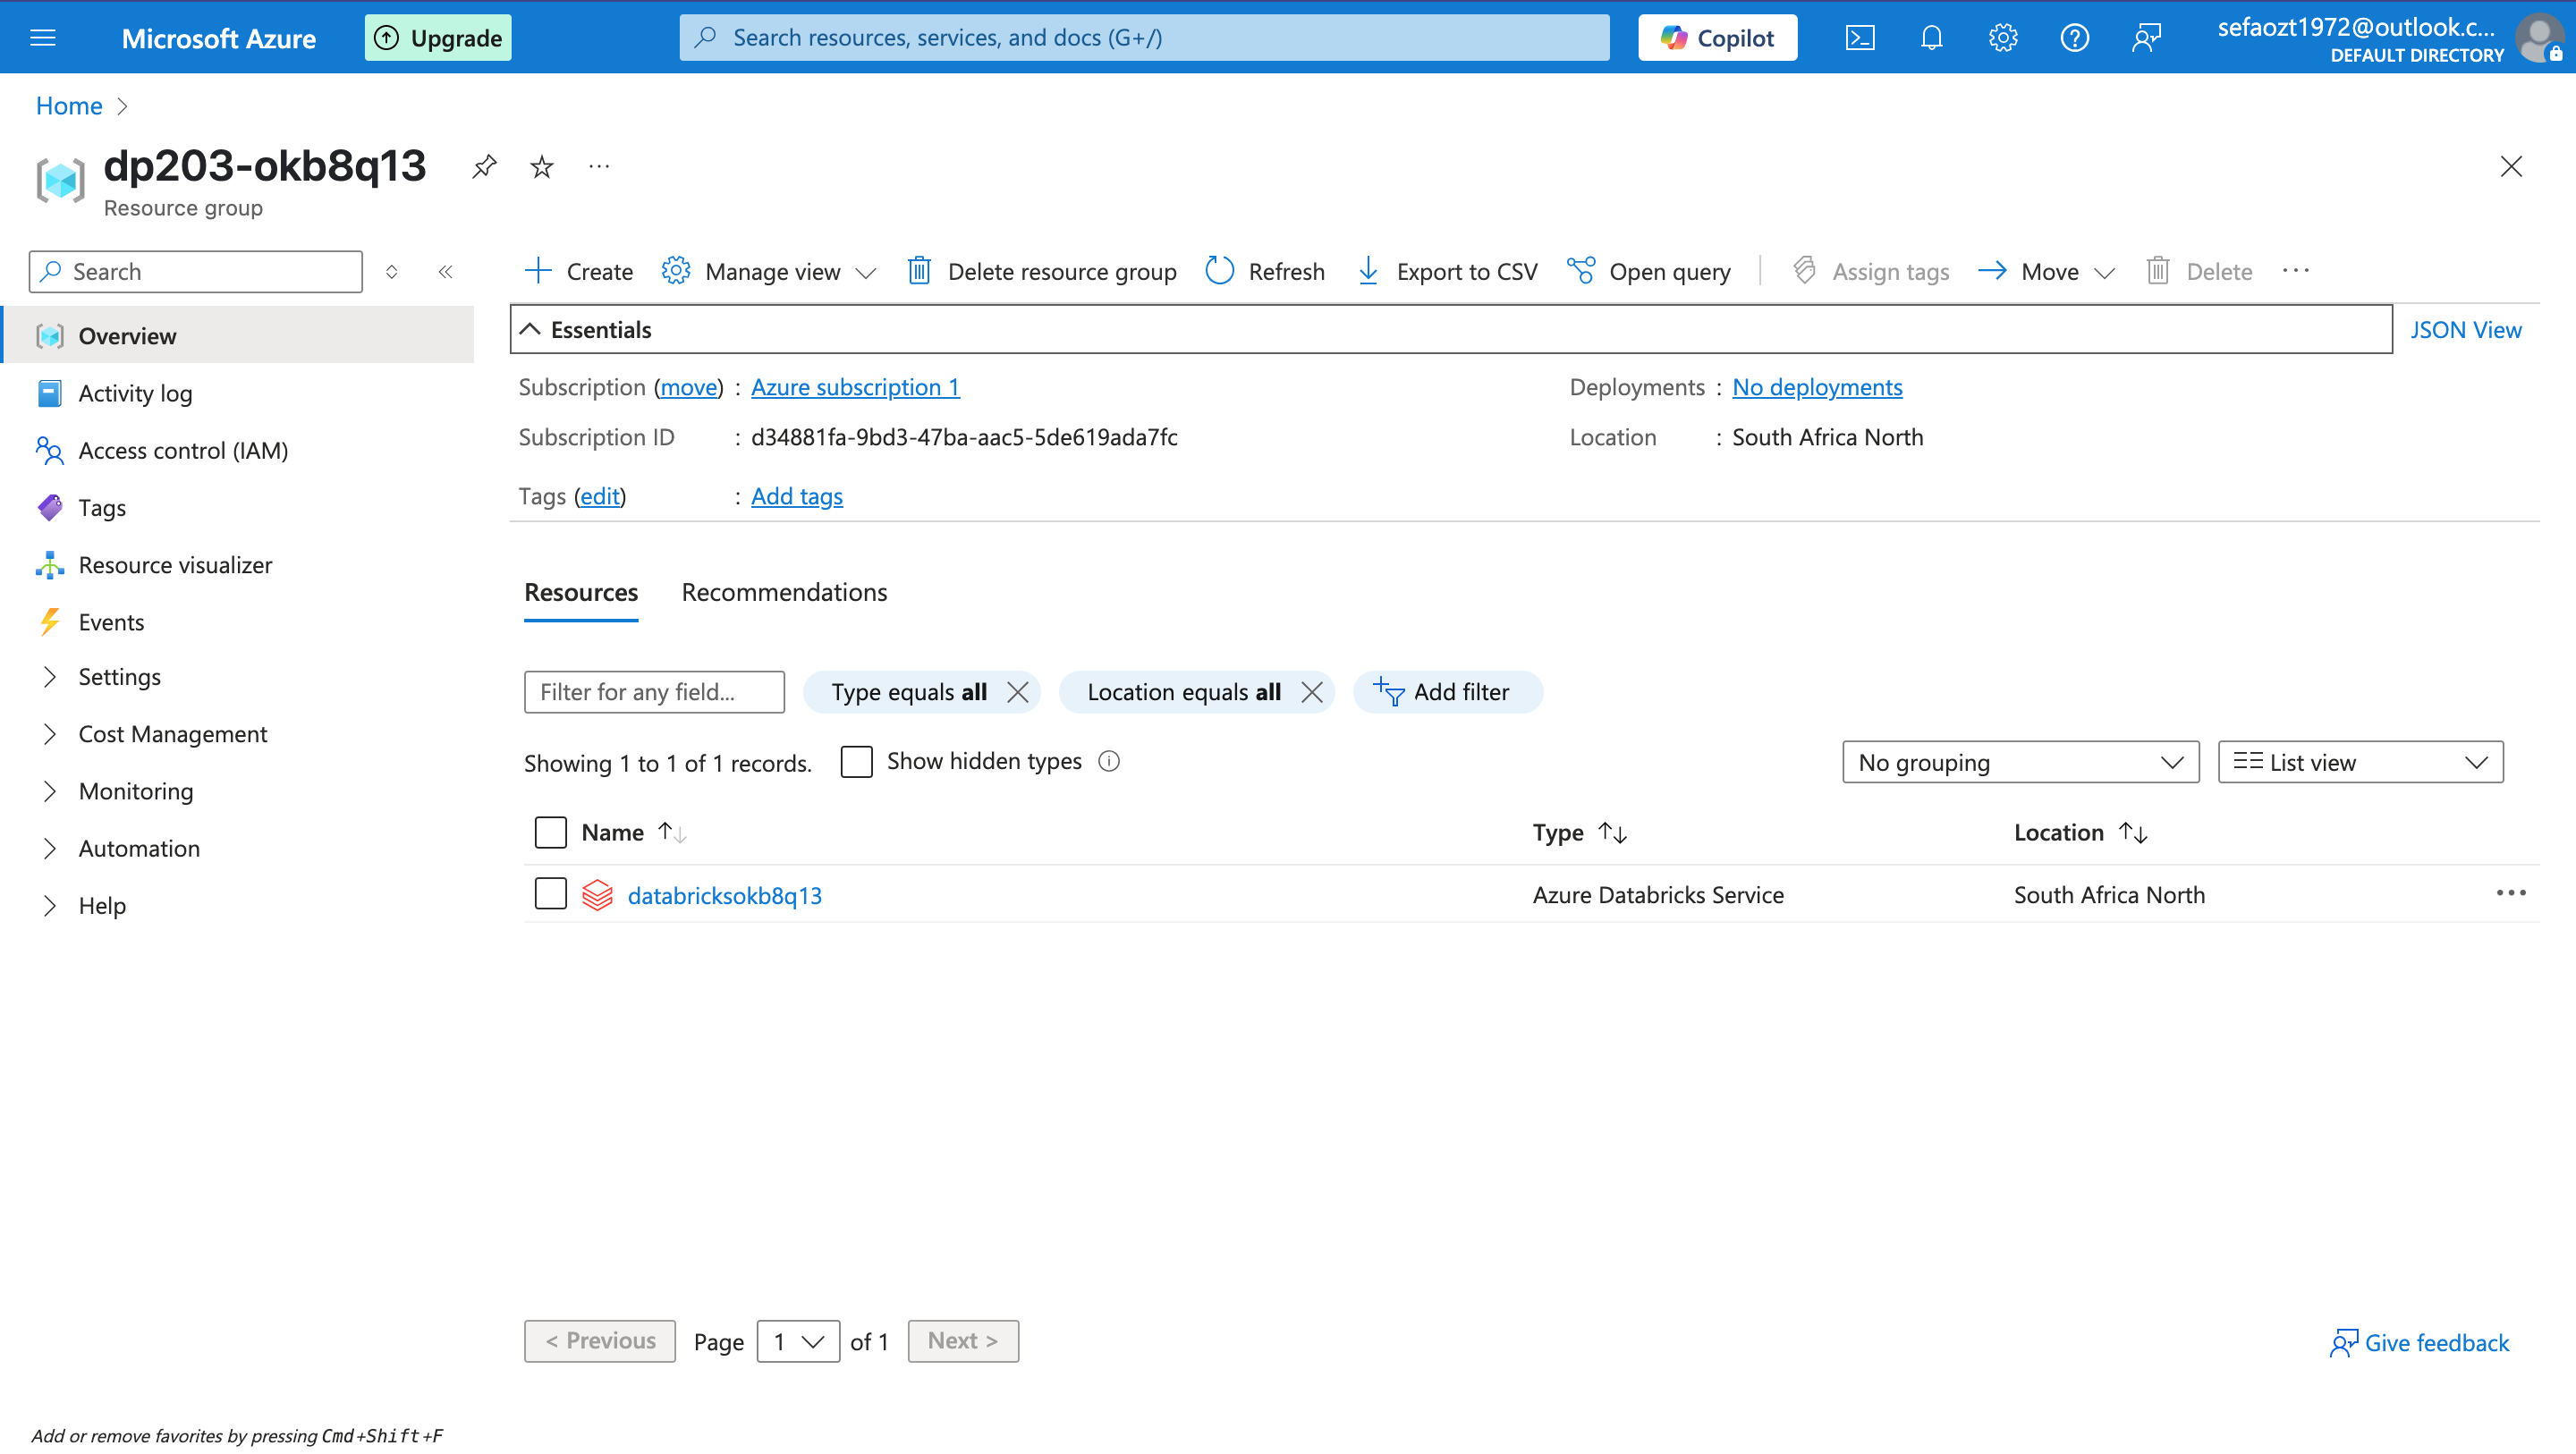 Microsoft Azure
Upgrade
Search resources, services, and docs (G+/)
Copilot
sefaozt1972@outlook.c...
DEFAULT DIRECTORY
Home
dp203-okb8q13
Resource group
Search
Create
Manage view
Delete resource group
Refresh
Export to CSV
Open query
Assign tags
Move
Delete
Overview
Activity log
Access control (IAM)
Tags
Resource visualizer
Events
Settings
Cost Management
Monitoring
Automation
Help
Essentials
JSON View
Subscription (move) : Azure subscription 1
Subscription ID : d34881fa-9bd3-47ba-aac5-5de619ada7fc
Tags (edit) : Add tags
Deployments : No deployments
Location : South Africa North
Resources Recommendations
Filter for any field...
Type equals all
Location equals all
Add filter
Showing 1 to 1 of 1 records.
Show hidden types
No grouping
List view
Name Type Location
databricksokb8q13 Azure Databricks Service South Africa North
< Previous Page 1 of 1 Next >
Give feedback
Add or remove favorites by pressing Cmd+Shift+F